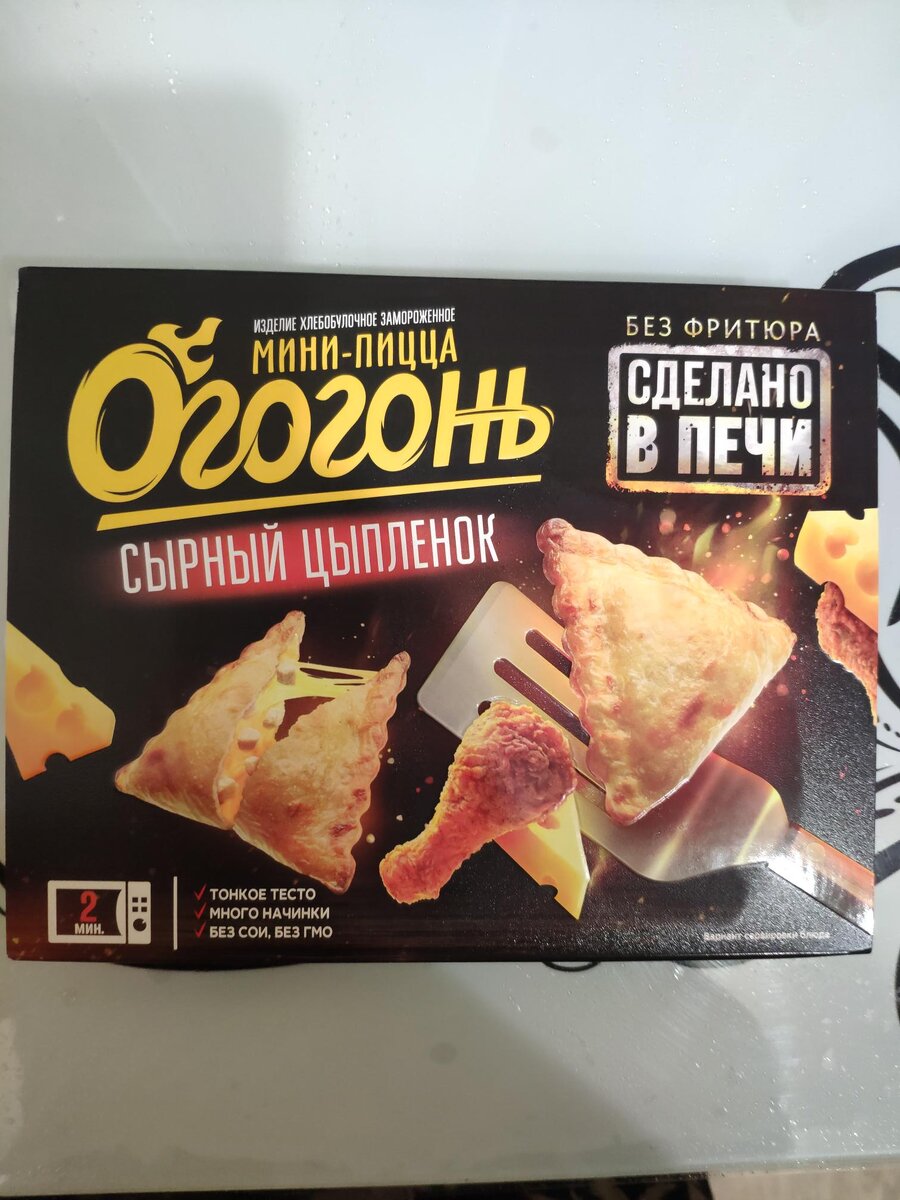 ИЗДЕЛИЕ ХЛЕБОБУЛОЧНОЕ ЗАМОРОЖЕННОЕ
МИНИ-ПИЦЦА
Огогонь
СЫРНЫЙ ЦЫПЛЕНОК
БЕЗ ФРИТЮРА
СДЕЛАНО
В ПЕЧИ
2
МИН.
ТОНКОЕ ТЕСТО
МНОГО НАЧИНКИ
БЕЗ СОИ, БЕЗ ГМО
Вариант сервировки блюда